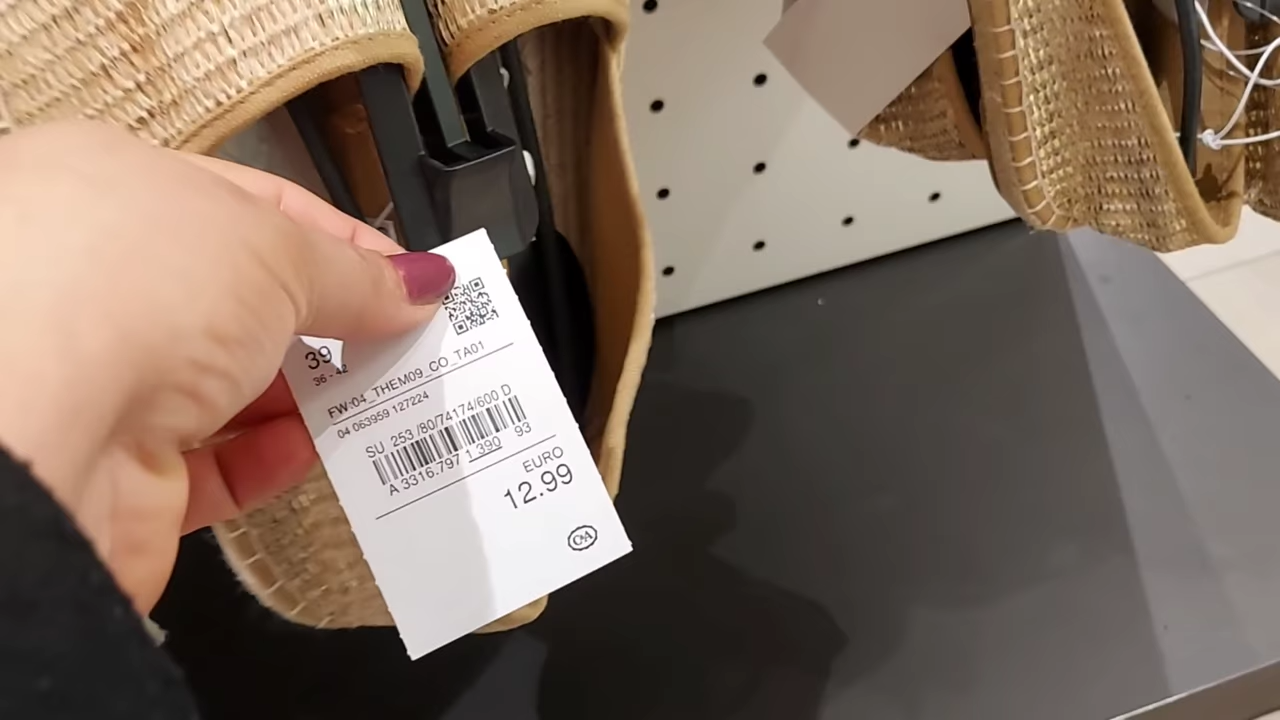 39
36 - 42
FW:04_THEM09_CO_TA01
04 063959 127224
SU 253 /80/74174/600 D
A 3316.797 1 390 93
EURO
12.99
C&A